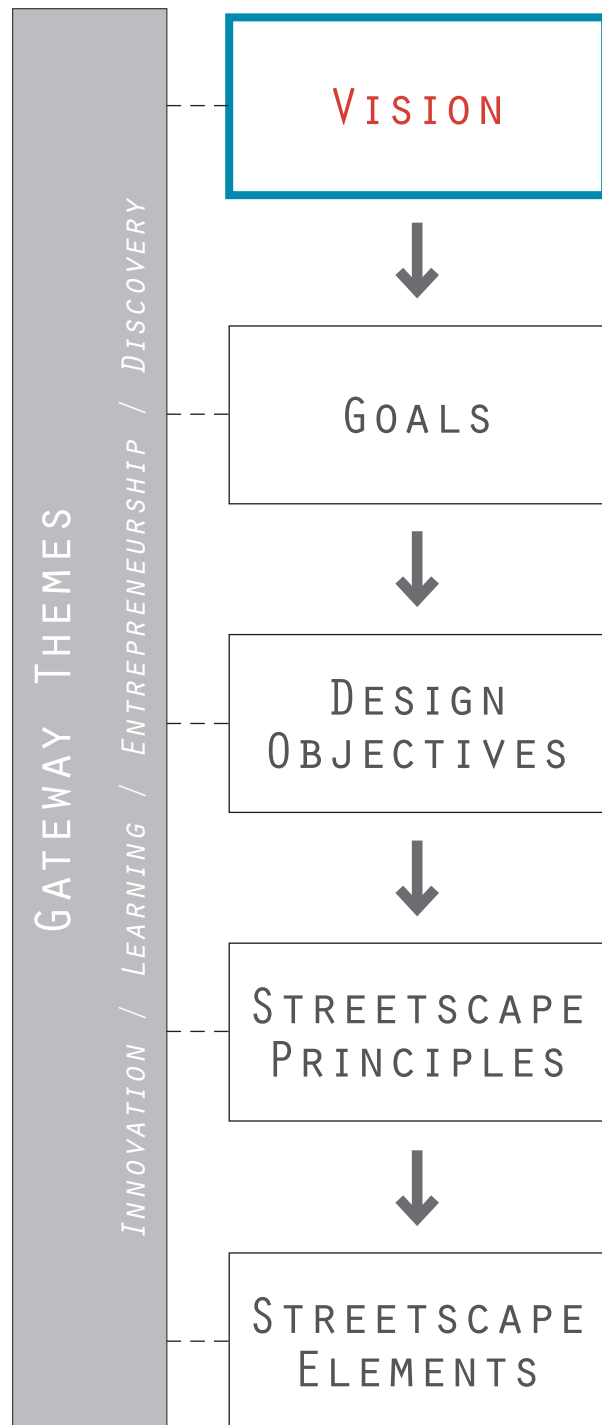 GATEWAY THEMES
INNOVATION / LEARNING / ENTREPRENEURSHIP / DISCOVERY
VISION
GOALS
DESIGN
OBJECTIVES
STREETSCAPE
PRINCIPLES
STREETSCAPE
ELEMENTS